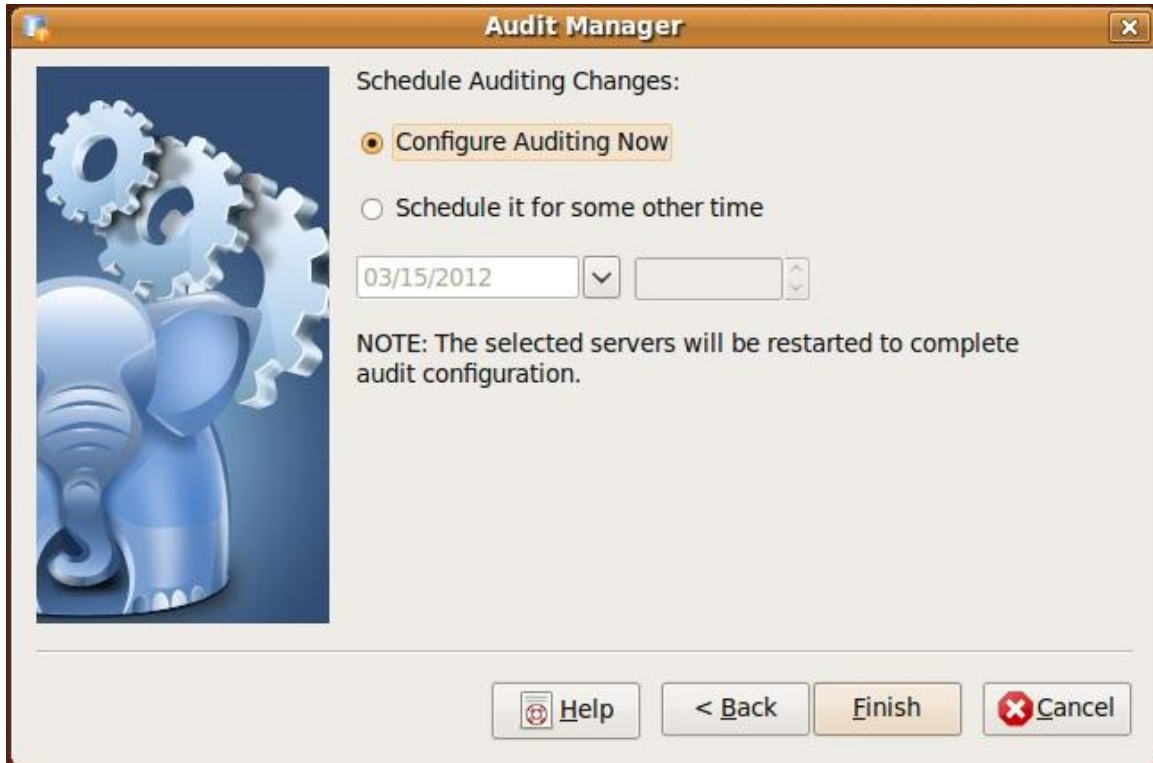 Audit Manager
Schedule Auditing Changes:
Configure Auditing Now
Schedule it for some other time
03/15/2012
NOTE: The selected servers will be restarted to complete
audit configuration.
Help
< Back
Finish
Cancel